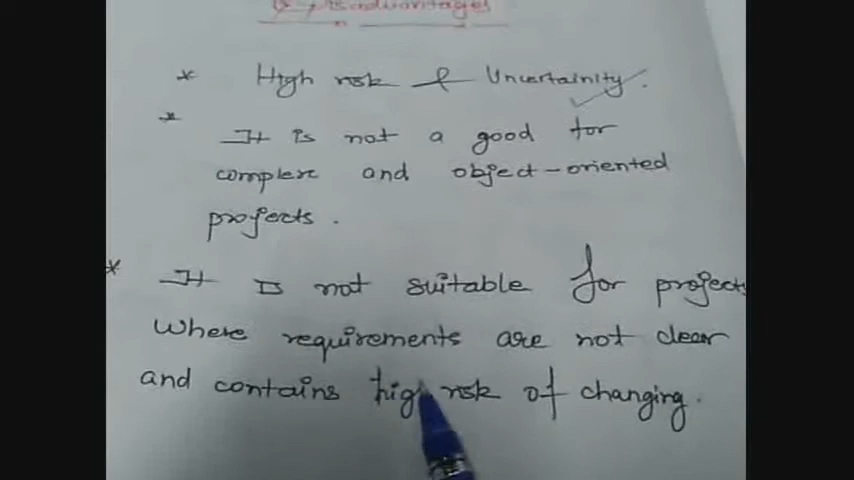 Disadvantages
* High risk & Uncertainity.
* It is not a good for
complex and object-oriented
projects.
* It is not suitable for projects
where requirements are not clear
and contains high risk of changing.